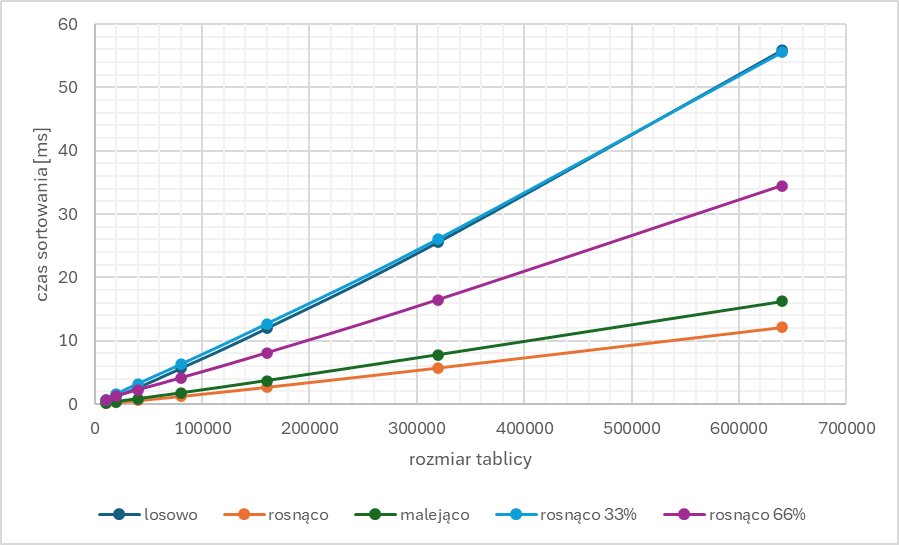 60
50
40
30
20
10
0
czas sortowania [ms]
0 100000 200000 300000 400000 500000 600000 700000
rozmiar tablicy
losowo rosnąco malejąco rosnąco 33% rosnąco 66%